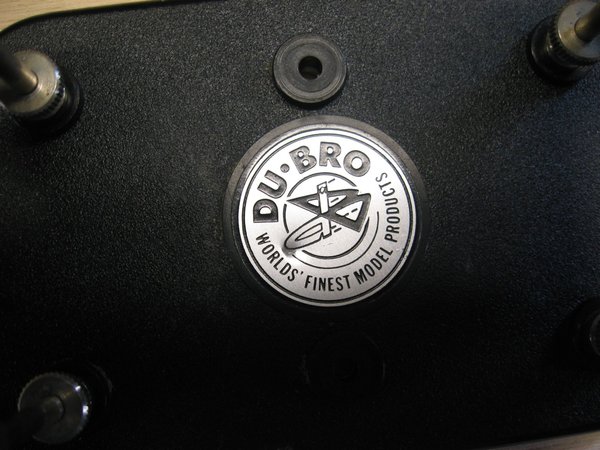 DU·BRO
WORLDS' FINEST MODEL PRODUCTS